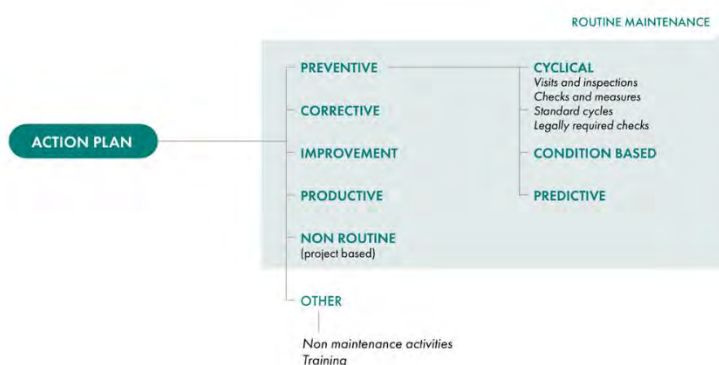 ROUTINE MAINTENANCE
ACTION PLAN
PREVENTIVE
CORRECTIVE
IMPROVEMENT
PRODUCTIVE
NON ROUTINE
(project based)
OTHER
Non maintenance activities
Training
CYCLICAL
Visits and inspections
Checks and measures
Standard cycles
Legally required checks
CONDITION BASED
PREDICTIVE